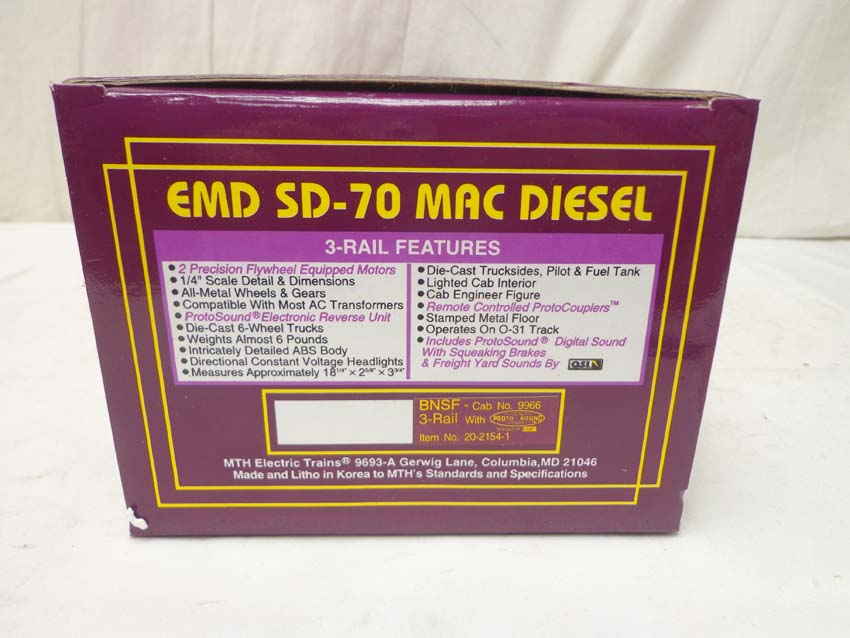 EMD SD-70 MAC DIESEL
3-RAIL FEATURES
• 2 Precision Flywheel Equipped Motors
• 1/4" Scale Detail & Dimensions
• All-Metal Wheels & Gears
• Compatible With Most AC Transformers
• ProtoSound® Electronic Reverse Unit
• Die-Cast 6-Wheel Trucks
• Weights Almost 6 Pounds
• Intricately Detailed ABS Body
• Directional Constant Voltage Headlights
• Measures Approximately 18 1/4" × 2 5/8" × 3 3/4"
• Die-Cast Trucksides, Pilot & Fuel Tank
• Lighted Cab Interior
• Cab Engineer Figure
• Remote Controlled ProtoCouplers™
• Stamped Metal Floor
• Operates On O-31 Track
• Includes ProtoSound® Digital Sound
With Squeaking Brakes
& Freight Yard Sounds By QSI
BNSF - Cab No. 9966
3-Rail With PROTO-SOUND
Item No. 20-2154-1
MTH Electric Trains® 9693-A Gerwig Lane, Columbia,MD 21046
Made and Litho in Korea to MTH's Standards and Specifications